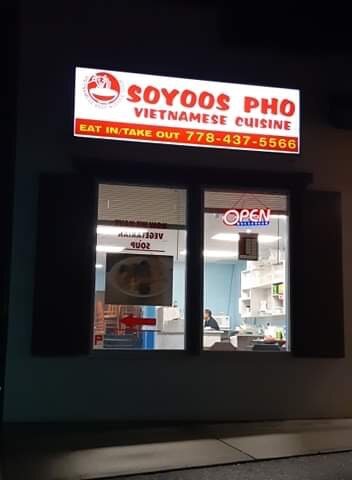 SOYOOS PHO
VIETNAMESE CUISINE
EAT IN/TAKE OUT 778-437-5566
OPEN
VEGETARIAN
SOUP
P